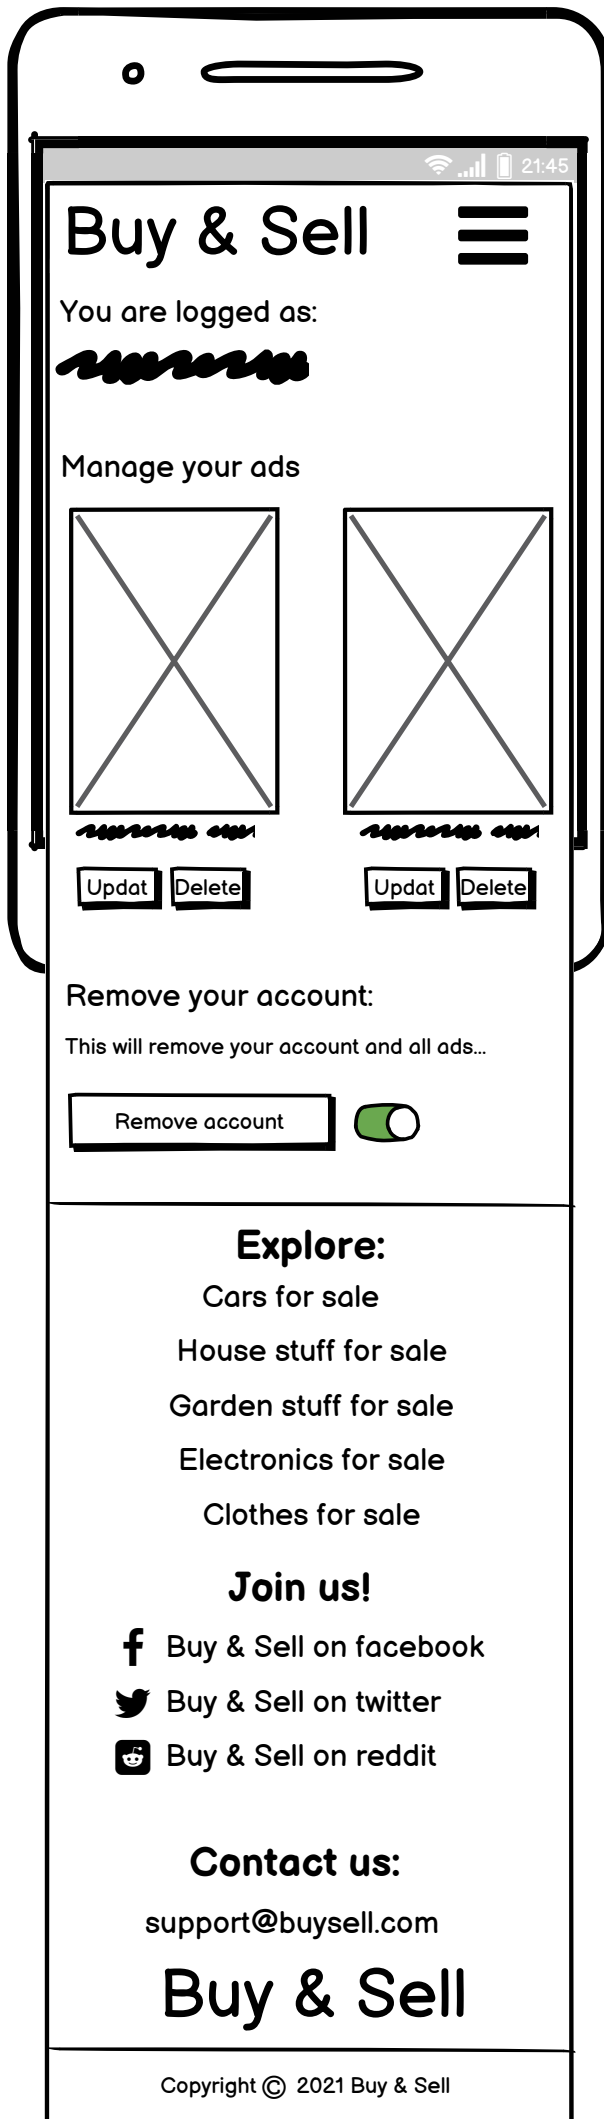 21:45
Buy & Sell
You are logged as:
Manage your ads
Updat Delete Updat Delete
Remove your account:
This will remove your account and all ads...
Remove account
Explore:
Cars for sale
House stuff for sale
Garden stuff for sale
Electronics for sale
Clothes for sale
Join us!
Buy & Sell on facebook
Buy & Sell on twitter
Buy & Sell on reddit
Contact us:
support@buysell.com
Buy & Sell
Copyright © 2021 Buy & Sell